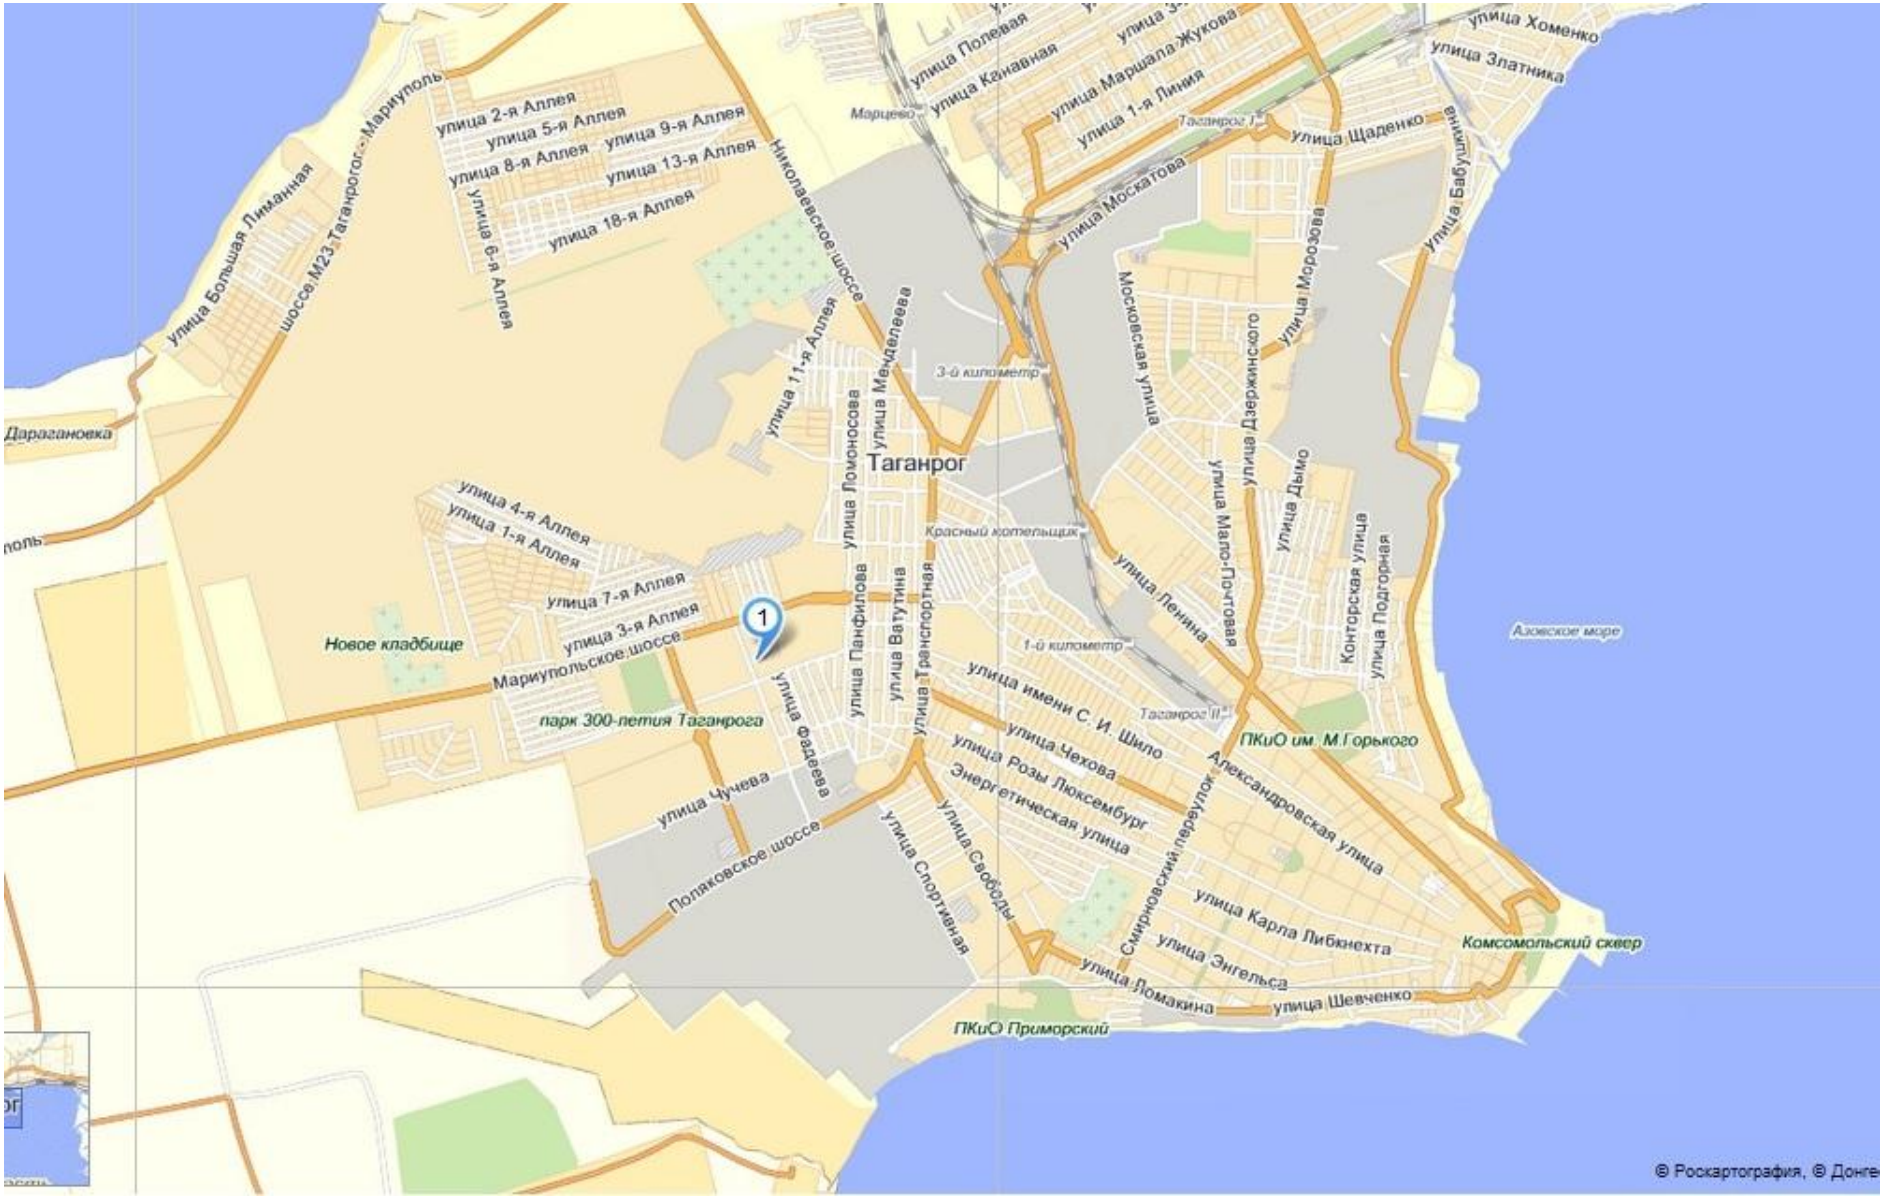 улица Хоменко
улица Полевая
улица Златника
улица Канавная
улица Маршала Жукова
шоссе М23 Таганрог - Мариуполь
улица 2-я Аллея
улица 5-я Аллея
улица 9-я Аллея
улица 1-я Линия
Марцево
Таганрог I
улица Щаденко
улица 8-я Аллея
улица 13-я Аллея
улица Бабушкина
улица Большая Лиманная
улица 6-я Аллея
улица 18-я Аллея
Николаевское шоссе
улица Москатова
улица Морозова
улица 11-я Аллея
улица Менделеева
Московская улица
3-й километр
улица Дзержинского
Дарагановка
улица Ломоносова
Таганрог
улица 4-я Аллея
улица 1-я Аллея
улица Мало-Почтовая
улица Дымо
Красный котельщик
Конторская улица
улица Подгорная
улица 7-я Аллея
улица 3-я Аллея
1
улица Панфилова
улица Ватутина
улица Транспортная
улица Ленина
Азовское море
Новое кладбище
Мариупольское шоссе
1-й километр
улица имени С. И. Шило
парк 300-летия Таганрога
улица Фадеева
Таганрог II
ПКиО им. М.Горького
улица Чехова
улица Розы Люксембург
Энергетическая улица
Александровская улица
улица Чучева
Поляковское шоссе
улица Спортивная
улица Свободы
Смирновский переулок
улица Карла Либкнехта
улица Энгельса
Комсомольский сквер
улица Ломакина
улица Шевченко
ПКиО Приморский
© Роскартография, © Донге